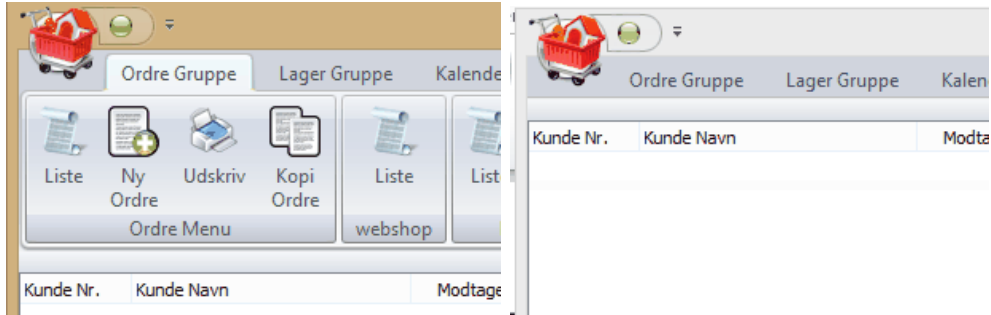 Ordre Gruppe Lager Gruppe
Liste Ny Ordre Udskriv Kopi Ordre Liste
Ordre Menu webshop
Kunde Nr. Kunde Navn
Ordre Gruppe Lager Gruppe
Kunde Nr. Kunde Navn